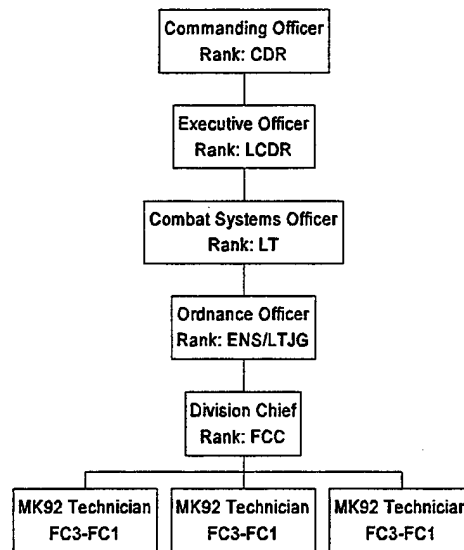 Commanding Officer
Rank: CDR
Executive Officer
Rank: LCDR
Combat Systems Officer
Rank: LT
Ordnance Officer
Rank: ENS/LTJG
Division Chief
Rank: FCC
MK92 Technician
FC3-FC1
MK92 Technician
FC3-FC1
MK92 Technician
FC3-FC1